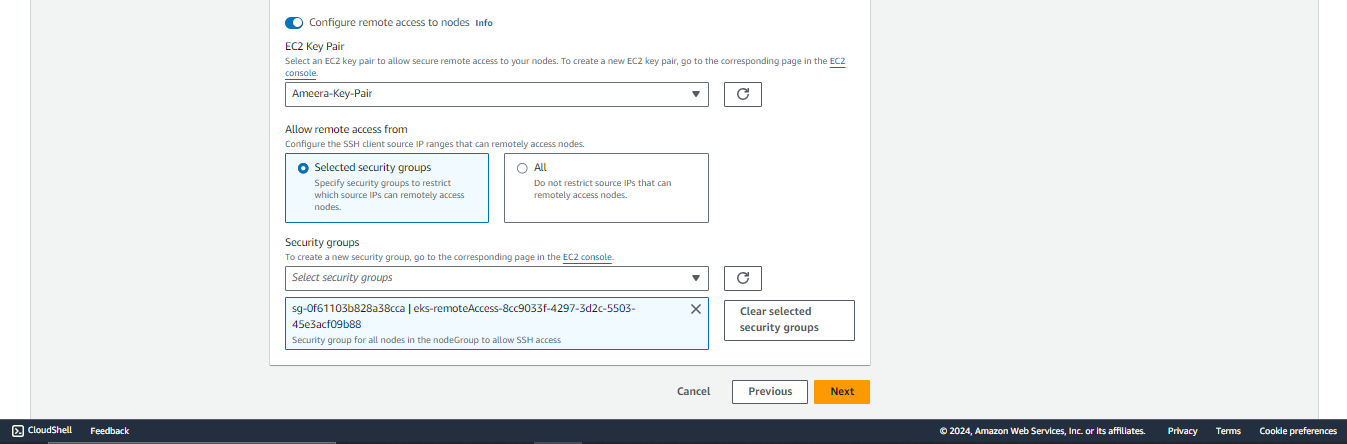 Configure remote access to nodes Info
EC2 Key Pair
Select an EC2 key pair to allow secure remote access to your nodes. To create a new EC2 key pair, go to the corresponding page in the EC2
console.
Ameera-Key-Pair
Allow remote access from
Configure the SSH client source IP ranges that can remotely access nodes.
Selected security groups
Specify security groups to restrict
which source IPs can remotely access
nodes.
All
Do not restrict source IPs that can
remotely access nodes.
Security groups
To create a new security group, go to the corresponding page in the EC2 console.
Select security groups
sg-0f61103b828a38cca | eks-remoteAccess-8cc9033f-4297-3d2c-5503-
45e3acf09b88
Security group for all nodes in the nodeGroup to allow SSH access
Clear selected
security groups
Cancel Previous Next
CloudShell Feedback © 2024, Amazon Web Services, Inc. or its affiliates. Privacy Terms Cookie preferences